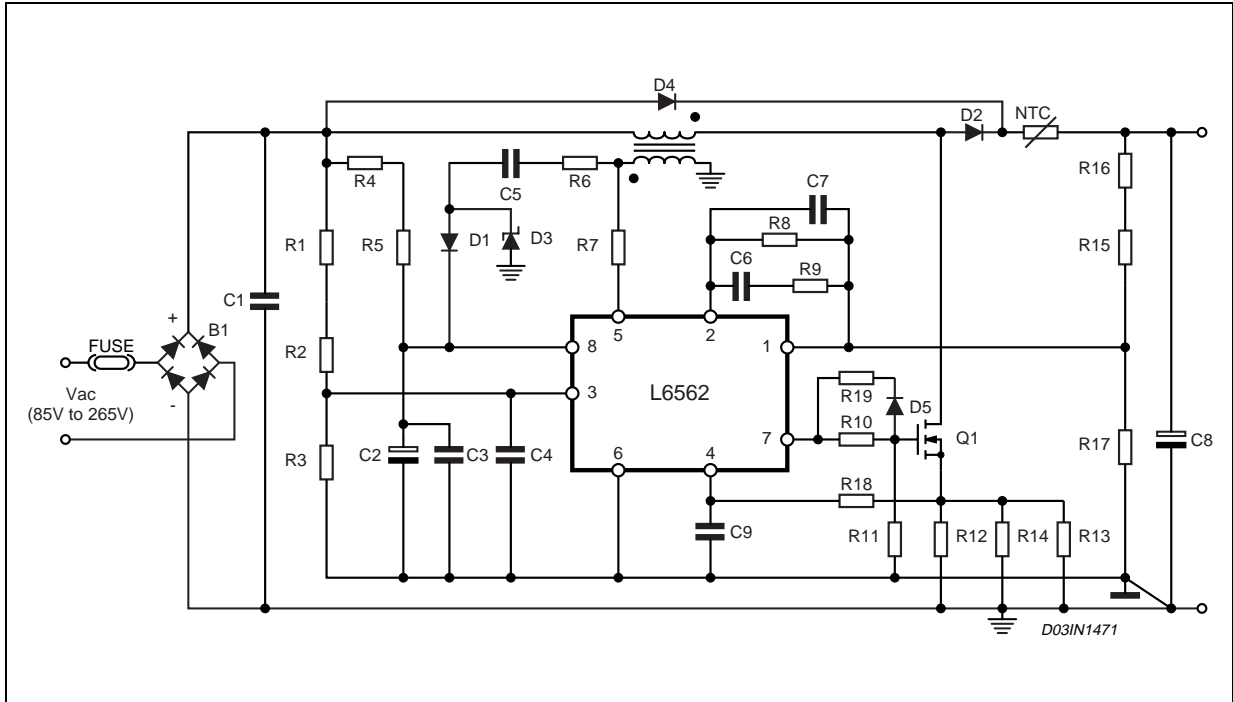 D4
D2
NTC
R4
C5
R6
C7
R16
R1
R5
D1
D3
R7
R8
R15
C6
R9
C1
+
B1
FUSE
5
2
R2
8
1
Vac
(85V to 265V)
-
3
L6562
R19
D5
R10
Q1
7
R3
C2
C3
C4
6
4
R17
C8
R18
C9
R11
R12
R14
R13
D03IN1471